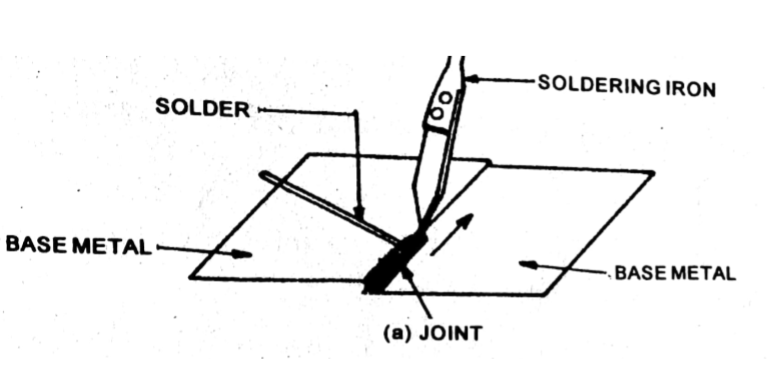 SOLDERING IRON
SOLDER
BASE METAL
BASE METAL
(a) JOINT